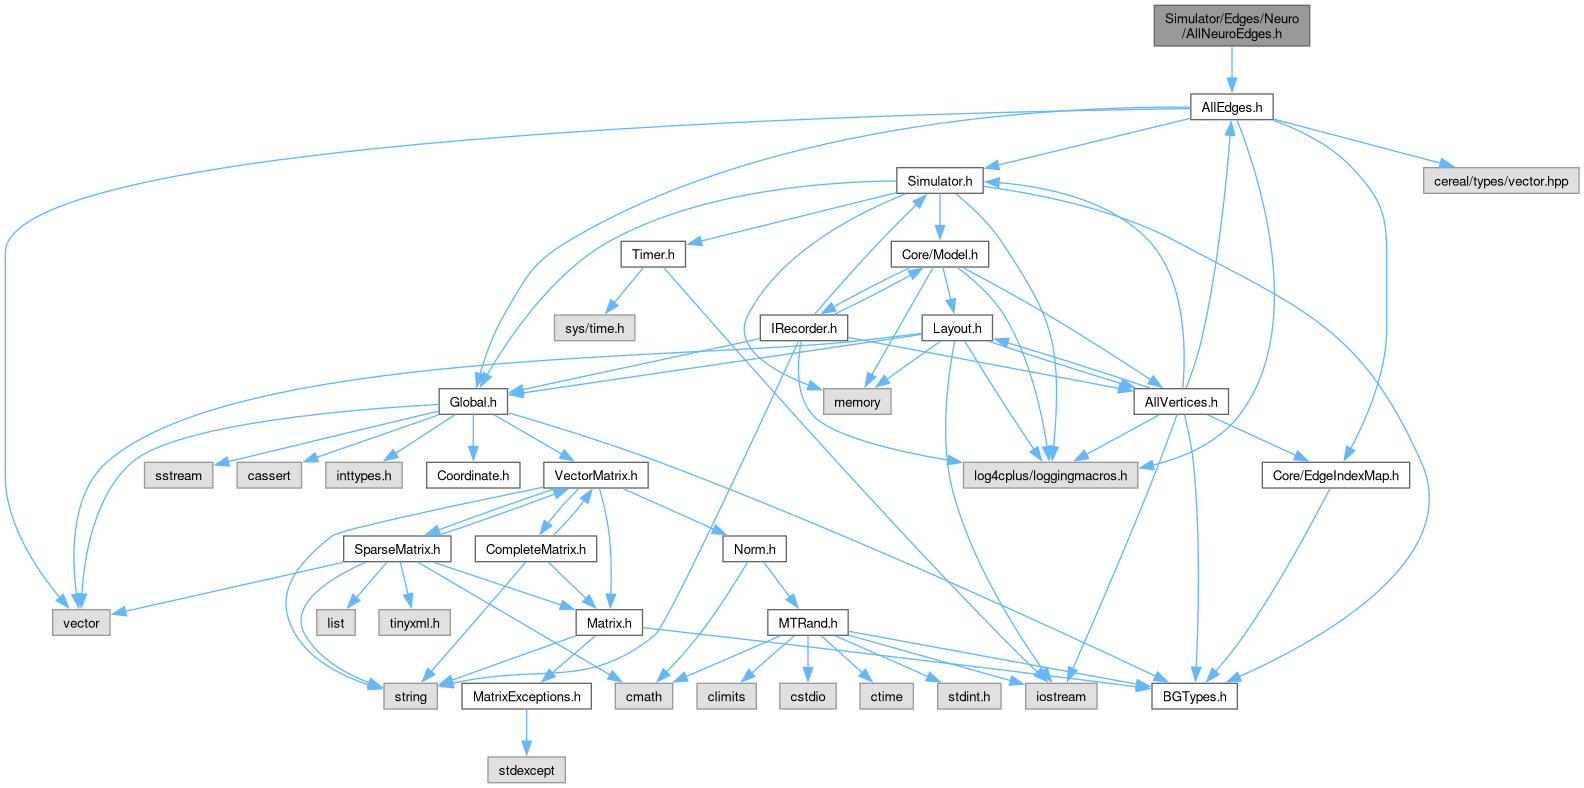 Simulator/Edges/Neuro
/AllNeuroEdges.h
AllEdges.h
Simulator.h
cereal/types/vector.hpp
Timer.h
Core/Model.h
sys/time.h
IRecorder.h
Layout.h
Global.h
memory
AllVertices.h
sstream
cassert
inttypes.h
Coordinate.h
VectorMatrix.h
log4cplus/loggingmacros.h
Core/EdgeIndexMap.h
SparseMatrix.h
CompleteMatrix.h
Norm.h
vector
list
tinyxml.h
Matrix.h
MTRand.h
string
MatrixExceptions.h
cmath
climits
cstdio
ctime
stdint.h
iostream
BGTypes.h
stdexcept